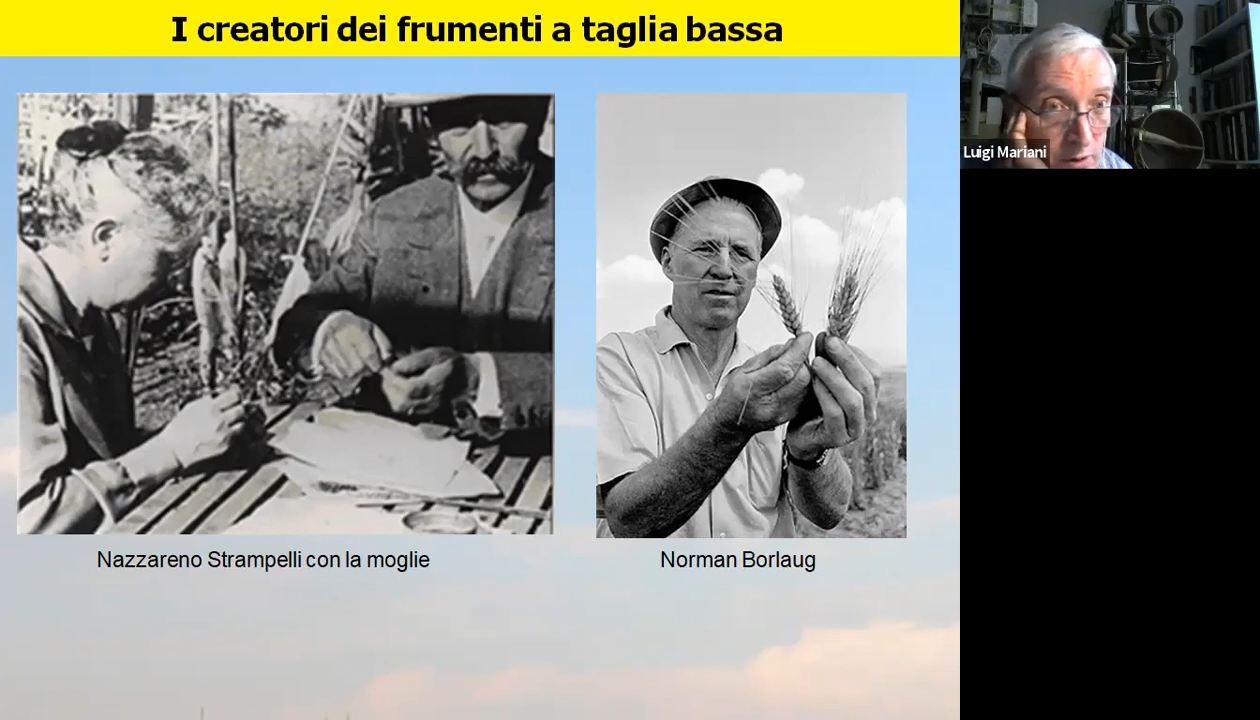 I creatori dei frumenti a taglia bassa
Luigi Mariani
Nazzareno Strampelli con la moglie
Norman Borlaug